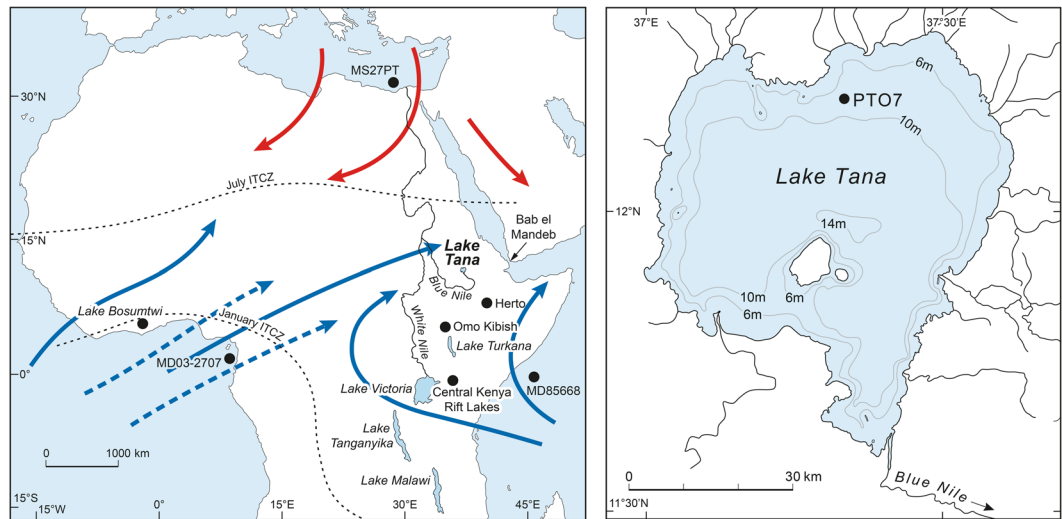 MS27PT
30°N
July ITCZ
Bab el
Mandeb
15°N
Lake
Tana
Blue Nile
Herto
Lake Bosumtwi
January ITCZ
White Nile
Omo Kibish
Lake Turkana
MD03-2707
0°
Lake Victoria
Central Kenya
Rift Lakes
MD85668
Lake
Tanganyika
0
1000 km
Lake Malawi
15°S
15°W
0°
15°E
30°E
45°E
37°E
37°30'E
6m
PTO7
10m
Lake Tana
12°N
14m
10m
6m
6m
0
30 km
Blue Nile
11°30'N